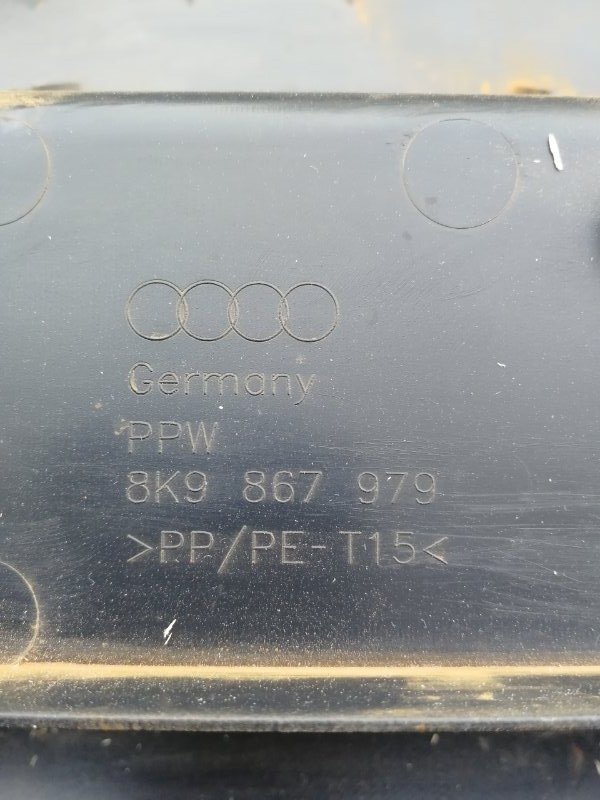 Germany
PPW
8K9 867 979
>PP/PE-T15<